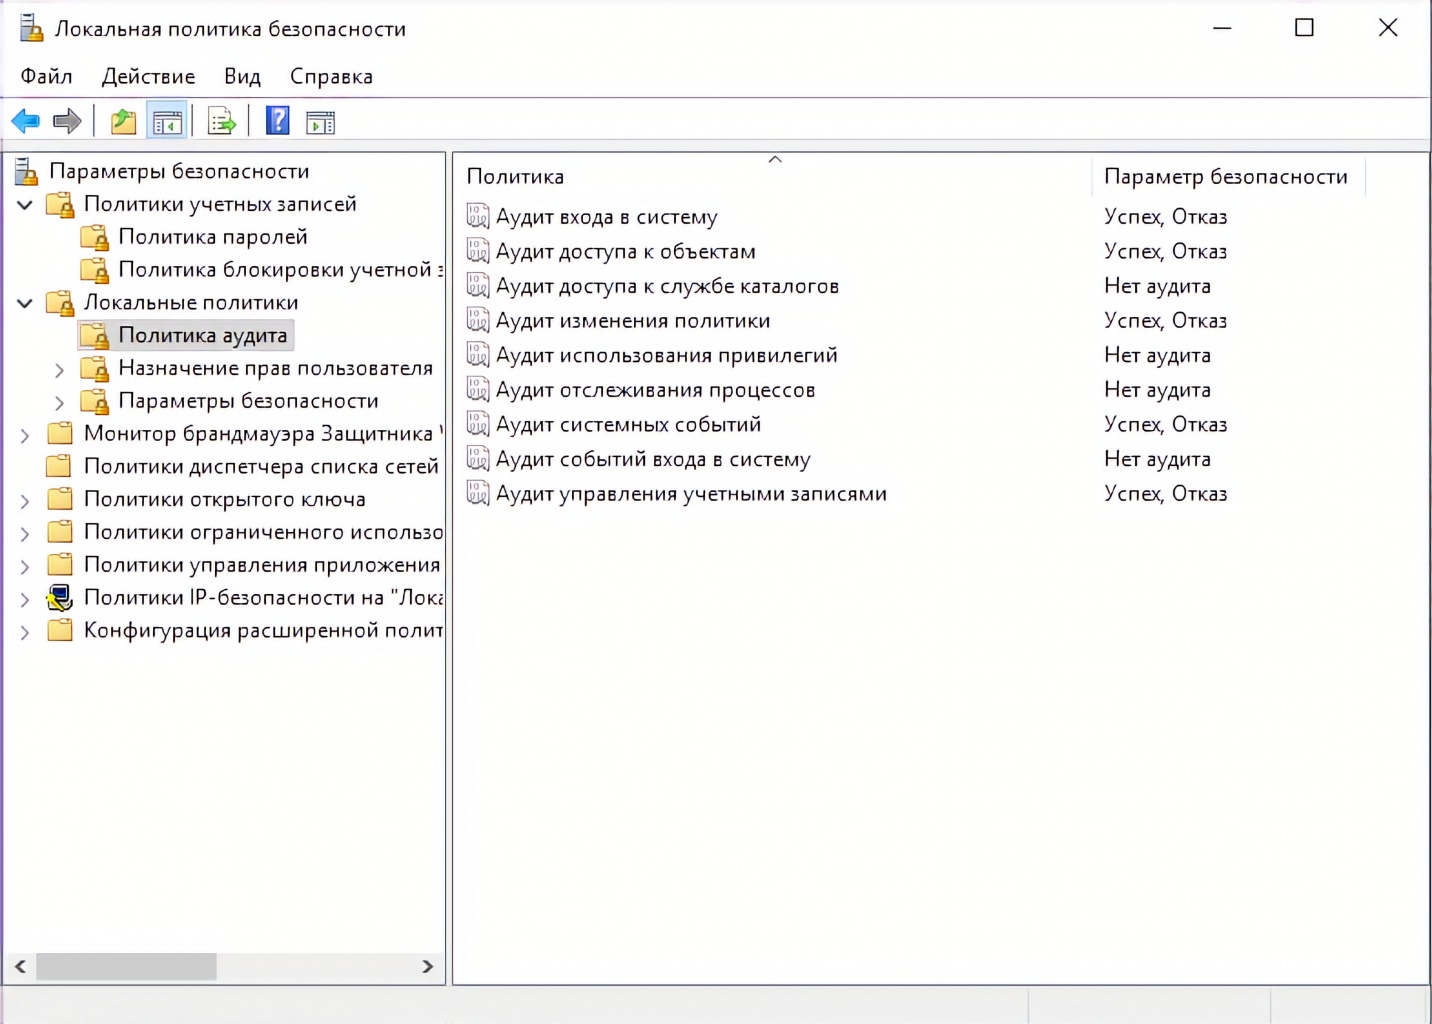 Локальная политика безопасности
Файл Действие Вид Справка
Параметры безопасности
Политики учетных записей
Политика паролей
Политика блокировки учетной
Локальные политики
Политика аудита
Назначение прав пользователя
Параметры безопасности
Монитор брандмауэра Защитника
Политики диспетчера списка сетей
Политики открытого ключа
Политики ограниченного использо
Политики управления приложения
Политики IP-безопасности на "Лока
Конфигурация расширенной полит
Политика Параметр безопасности
Аудит входа в систему Успех, Отказ
Аудит доступа к объектам Успех, Отказ
Аудит доступа к службе каталогов Нет аудита
Аудит изменения политики Успех, Отказ
Аудит использования привилегий Нет аудита
Аудит отслеживания процессов Нет аудита
Аудит системных событий Успех, Отказ
Аудит событий входа в систему Нет аудита
Аудит управления учетными записями Успех, Отказ